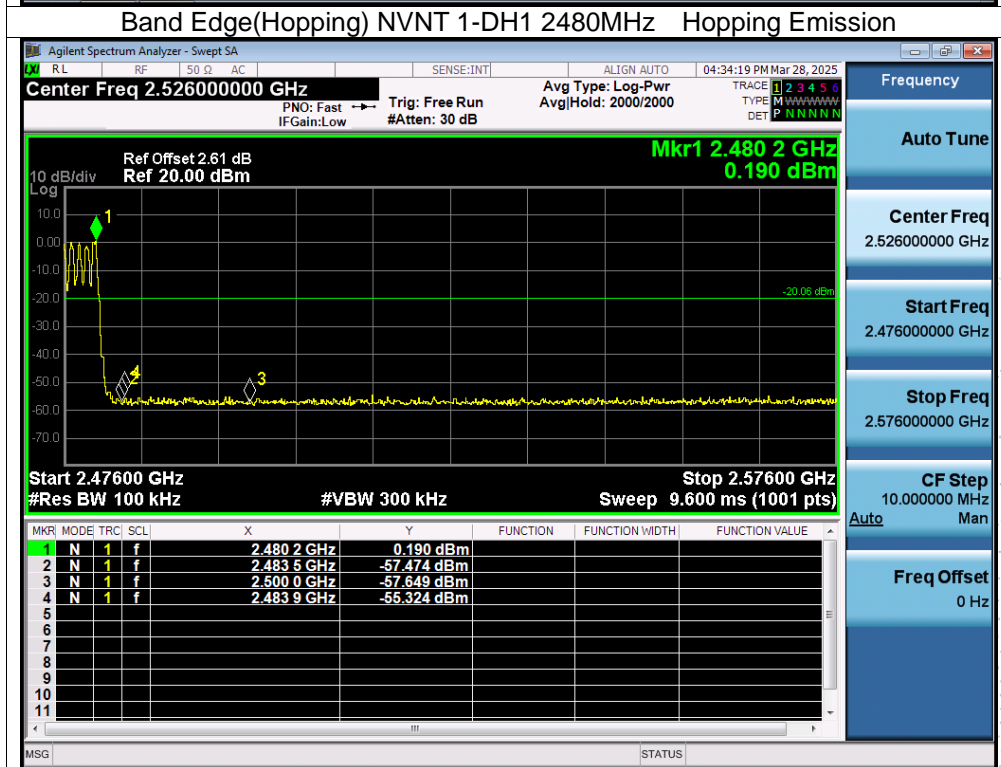 Band Edge(Hopping) NVNT 1-DH1 2480MHz Hopping Emission
Agilent Spectrum Analyzer - Swept SA
LXI RL RF 50 Ω AC SENSE:INT ALIGN AUTO 04:34:19 PM Mar 28, 2025
Center Freq 2.526000000 GHz
PNO: Fast
IFGain:Low
Trig: Free Run
#Atten: 30 dB
Avg Type: Log-Pwr
Avg|Hold: 2000/2000
TRACE 1 2 3 4 5 6
TYPE M W W W W W
DET P N N N N N
Ref Offset 2.61 dB
10 dB/div Ref 20.00 dBm
Log
Mkr1 2.480 2 GHz
0.190 dBm
10.0
0.00
-10.0
-20.0
-30.0
-40.0
-50.0
-60.0
-70.0
1
-20.06 dBm
4
2
3
Start 2.47600 GHz Stop 2.57600 GHz
#Res BW 100 kHz #VBW 300 kHz Sweep 9.600 ms (1001 pts)
MKR MODE TRC SCL X Y FUNCTION FUNCTION WIDTH FUNCTION VALUE
1 N 1 f 2.480 2 GHz 0.190 dBm
2 N 1 f 2.483 5 GHz -57.474 dBm
3 N 1 f 2.500 0 GHz -57.649 dBm
4 N 1 f 2.483 9 GHz -55.324 dBm
5
6
7
8
9
10
11
MSG STATUS
Frequency
Auto Tune
Center Freq
2.526000000 GHz
Start Freq
2.476000000 GHz
Stop Freq
2.576000000 GHz
CF Step
10.000000 MHz
Auto Man
Freq Offset
0 Hz